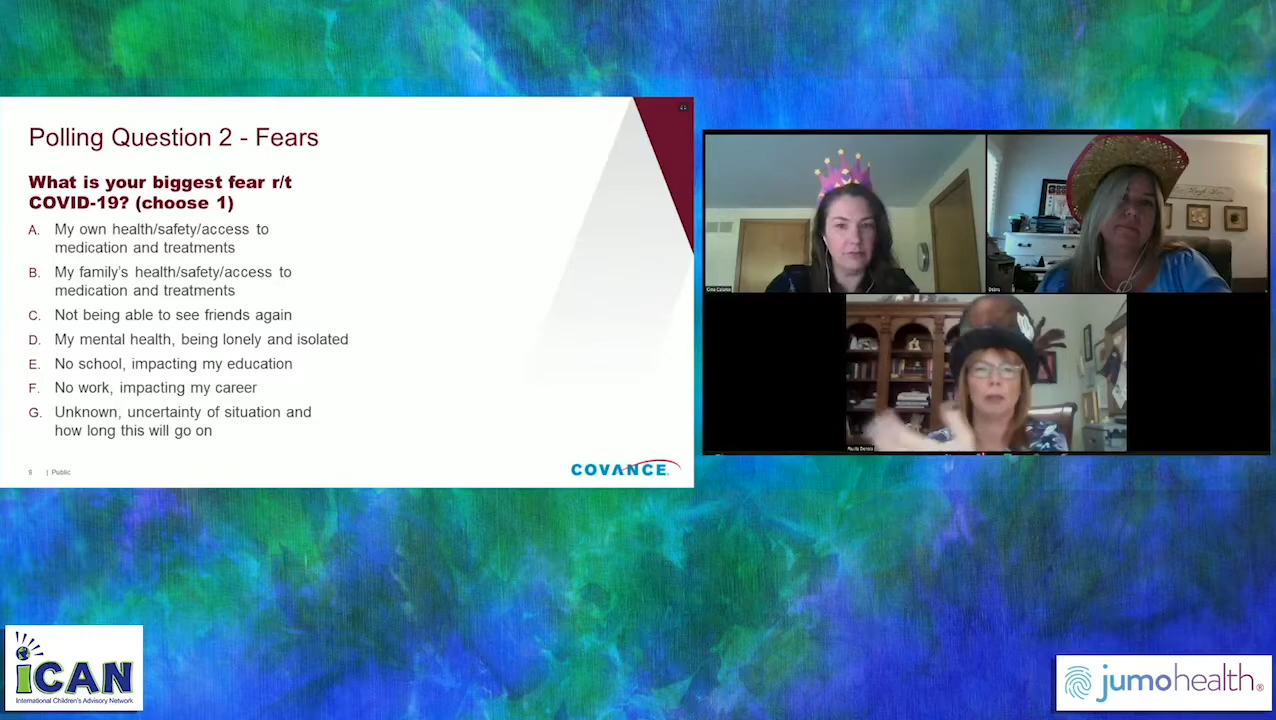 Polling Question 2 - Fears
What is your biggest fear r/t
COVID-19? (choose 1)
A. My own health/safety/access to
medication and treatments
B. My family's health/safety/access to
medication and treatments
C. Not being able to see friends again
D. My mental health, being lonely and isolated
E. No school, impacting my education
F. No work, impacting my career
G. Unknown, uncertainty of situation and
how long this will go on
| Public
COVANCE
Debra
iCAN
International Children's Advisory Network
jumohealth®